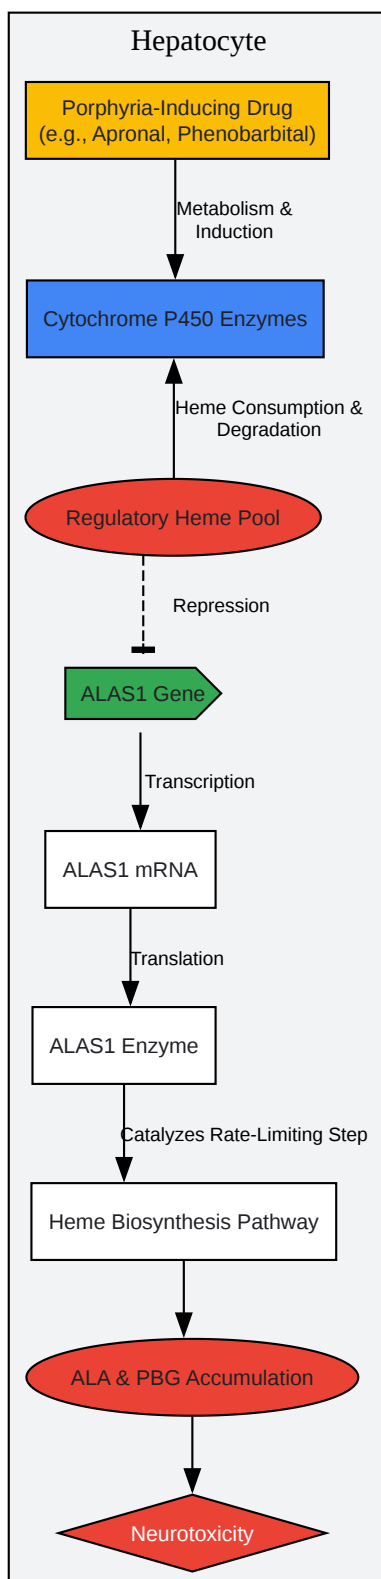 Hepatocyte
Porphyria-Inducing Drug
(e.g., Apronal, Phenobarbital)
Metabolism &
Induction
Cytochrome P450 Enzymes
Heme Consumption &
Degradation
Regulatory Heme Pool
Repression
ALAS1 Gene
Transcription
ALAS1 mRNA
Translation
ALAS1 Enzyme
Catalyzes Rate-Limiting Step
Heme Biosynthesis Pathway
ALA & PBG Accumulation
Neurotoxicity